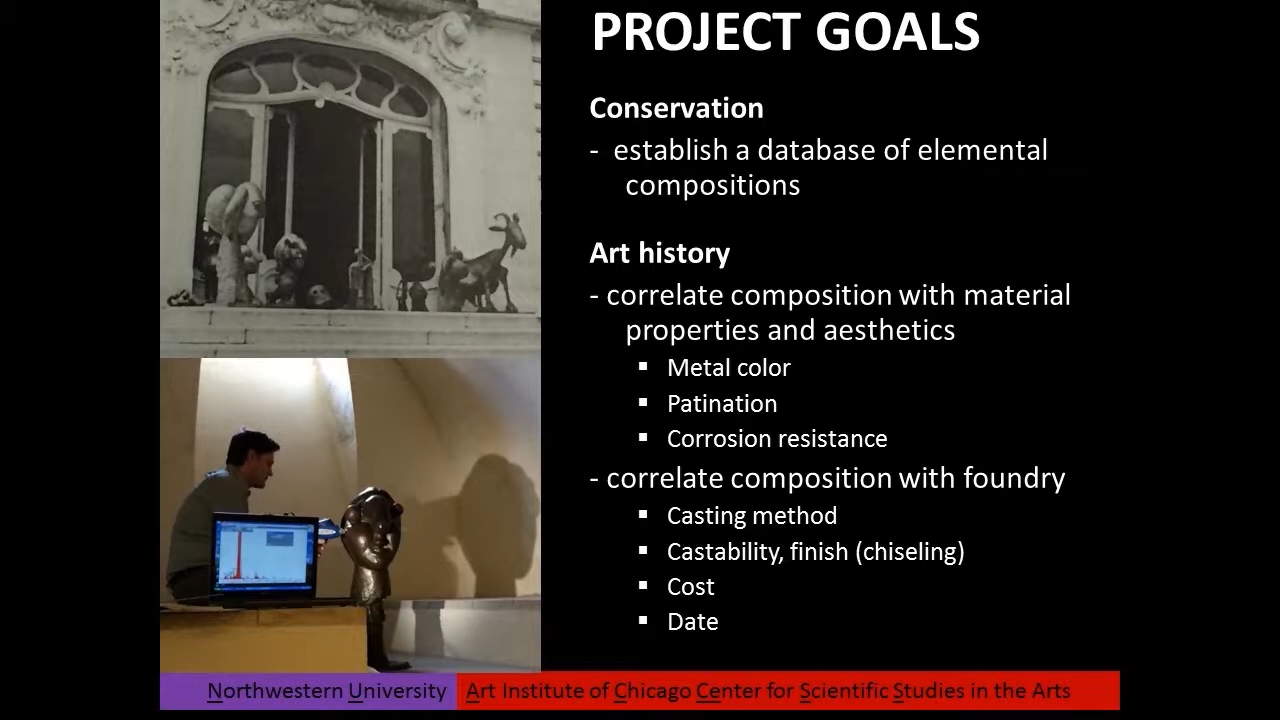 PROJECT GOALS
Conservation
- establish a database of elemental
compositions
Art history
- correlate composition with material
properties and aesthetics
▪ Metal color
▪ Patination
▪ Corrosion resistance
- correlate composition with foundry
▪ Casting method
▪ Castability, finish (chiseling)
▪ Cost
▪ Date
Northwestern University Art Institute of Chicago Center for Scientific Studies in the Arts